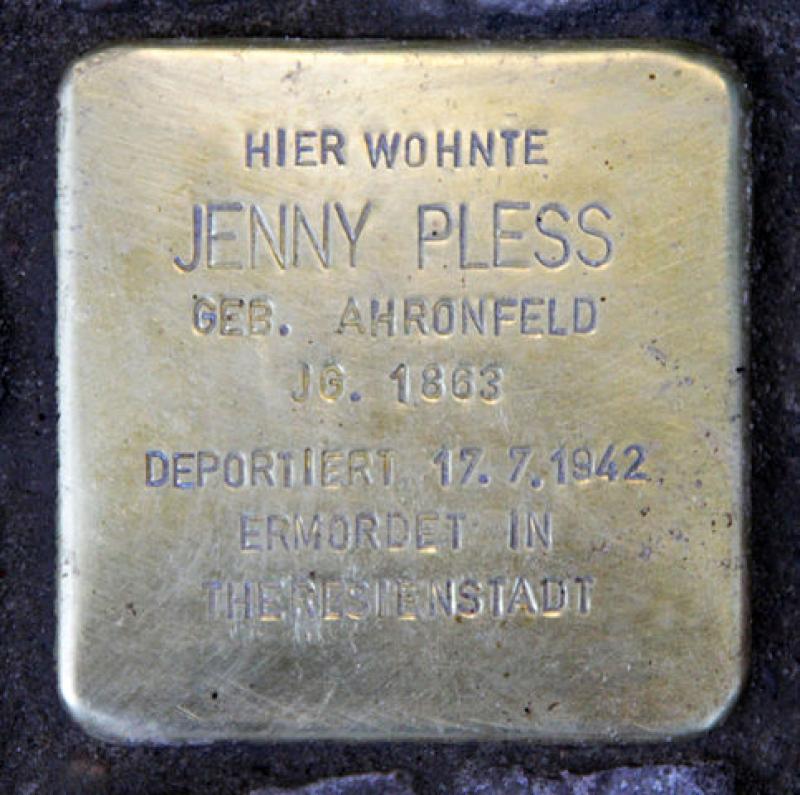 HIER WOHNTE
JENNY PLESS
GEB. AHRONFELD
JG. 1863
DEPORTIERT 17.7.1942
ERMORDET IN
THERESIENSTADT